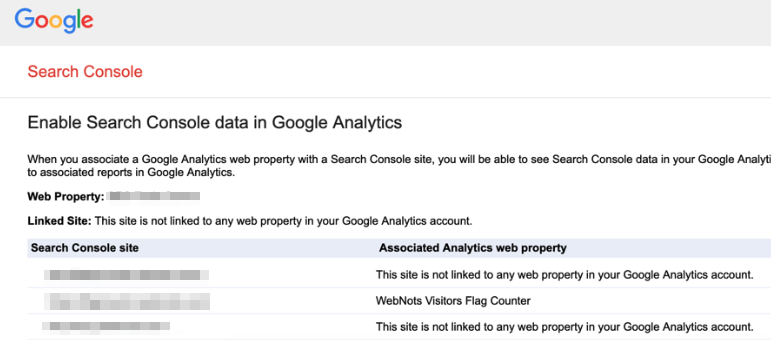 Google
Search Console
Enable Search Console data in Google Analytics
When you associate a Google Analytics web property with a Search Console site, you will be able to see Search Console data in your Google Analyti
to associated reports in Google Analytics.
Web Property:
Linked Site: This site is not linked to any web property in your Google Analytics account.
Search Console site Associated Analytics web property
This site is not linked to any web property in your Google Analytics account.
WebNots Visitors Flag Counter
This site is not linked to any web property in your Google Analytics account.